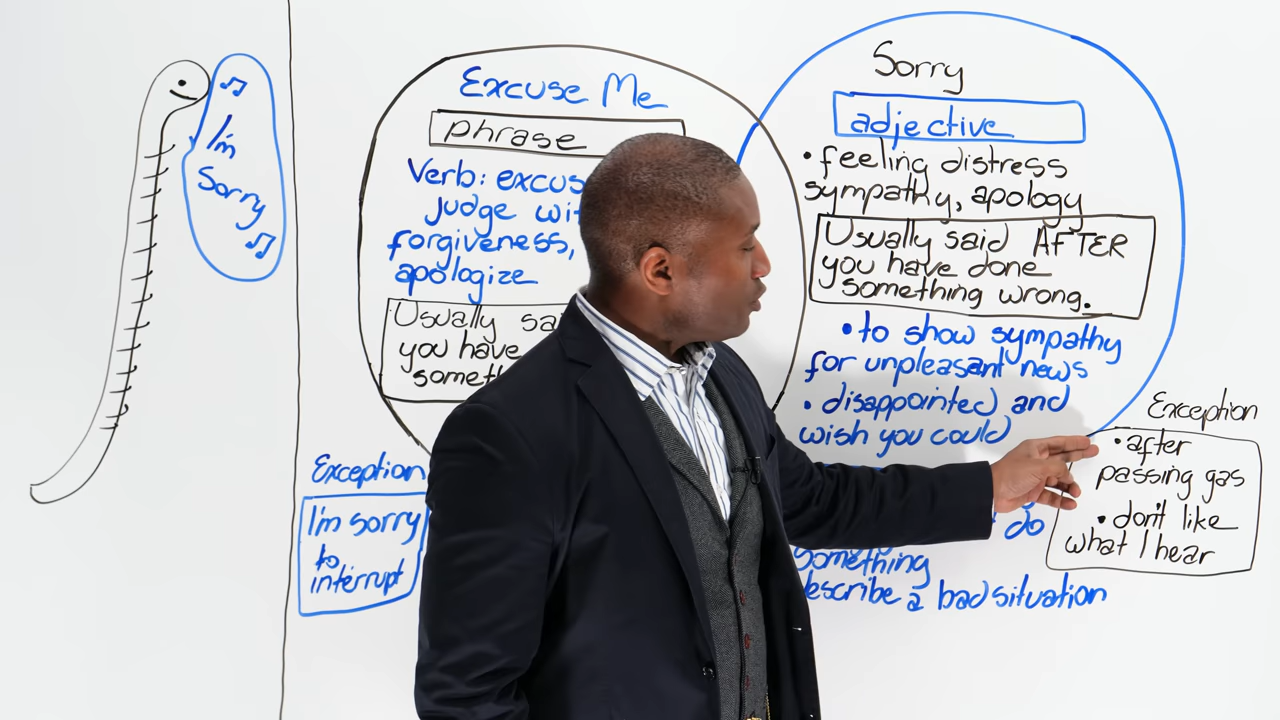 I'm
Sorry
Excuse Me
phrase
Verb: excus
judge wi
forgiveness,
apologize
Usually sa
you have
somet
Exception
I'm sorry
to
interrupt
Sorry
adjective
• feeling distress
sympathy, apology
Usually said AFTER
you have done
something wrong.
• to show sympathy
for unpleasant news
• disappointed and
wish you could
do
something
describe a bad situation
Exception
• after
passing gas
• don't like
what I hear